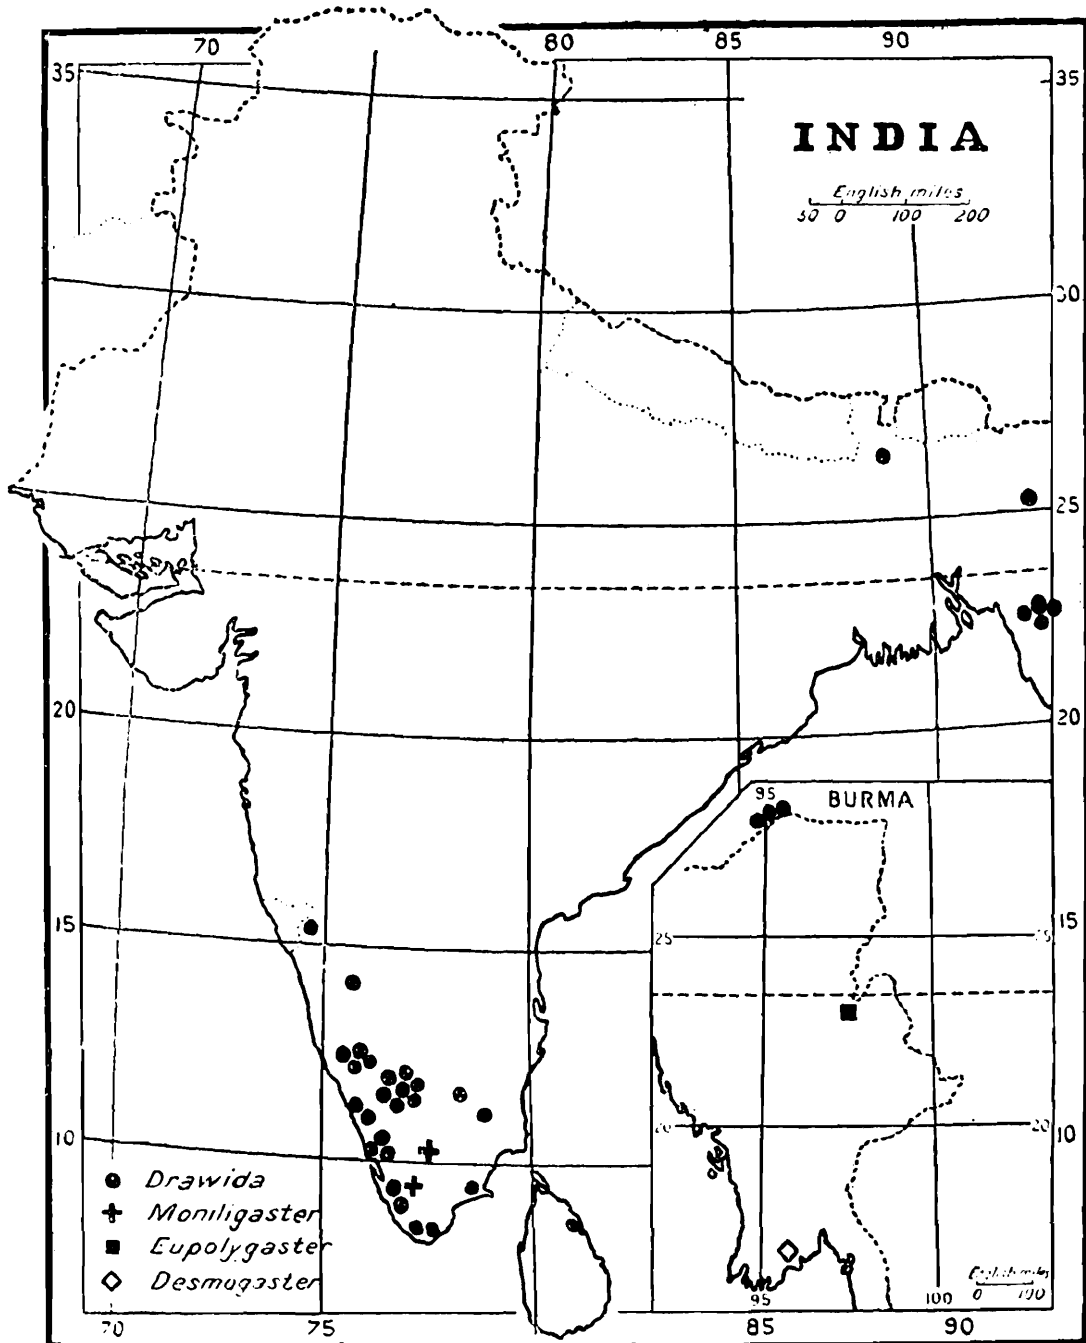 70 80 85 90
35 35
INDIA
English miles
50 0 100 200
30
25
20 20
95 BURMA
15 15
25 25
20
10 10
Drawida
Moniligaster
Eupolygaster
Desmogaster
English miles
0 100
95 100
70 75 85 90